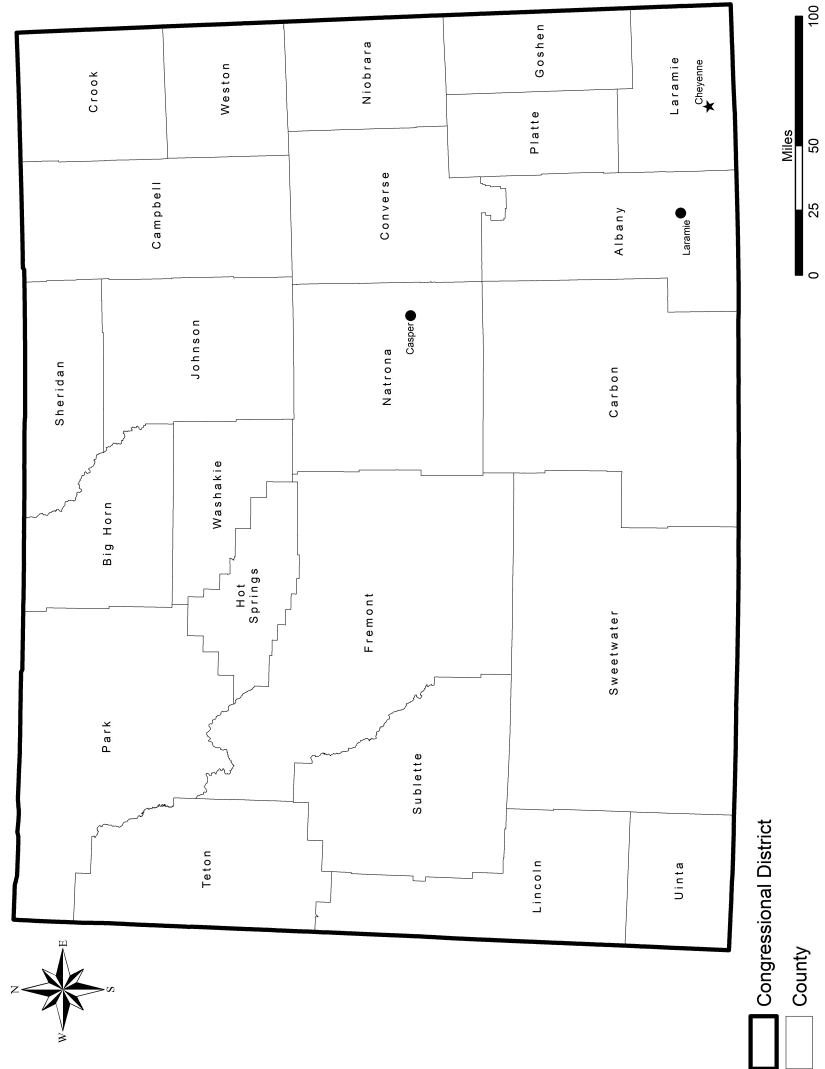 N
W
E
S
Park
Big Horn
Sheridan
Campbell
Crook
Weston
Johnson
Washakie
Hot
Springs
Teton
Fremont
Natrona
Casper
Converse
Niobrara
Sublette
Lincoln
Uinta
Sweetwater
Carbon
Albany
Laramie
Platte
Goshen
Laramie
Cheyenne
Congressional District
County
Miles
0
25
50
100